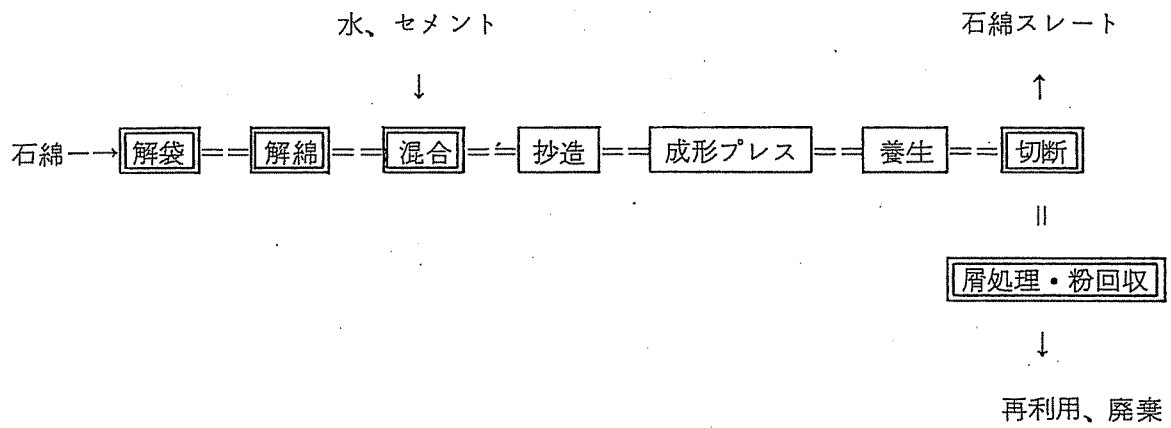 水、セメント 石綿スレート
↓ ↑
石綿──→解袋==解綿==混合==抄造==成形プレス==養生==切断
||
屑処理・粉回収
↓
再利用、廃棄